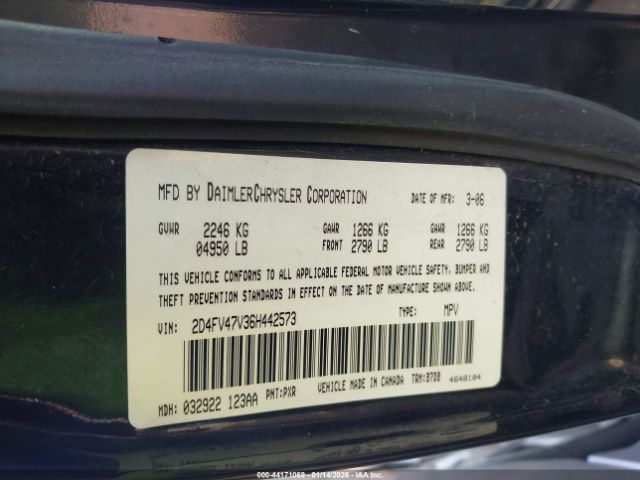 MFD BY DAIMLERCHRYSLER CORPORATION DATE OF MFR: 3-06
GVWR 2246 KG GAWR 1266 KG GAWR 1266 KG
04950 LB FRONT 2790 LB REAR 2790 LB
THIS VEHICLE CONFORMS TO ALL APPLICABLE FEDERAL MOTOR VEHICLE SAFETY, BUMPER AND
THEFT PREVENTION STANDARDS IN EFFECT ON THE DATE OF MANUFACTURE SHOWN ABOVE.
VIN: 2D4FV47V36H442573 TYPE: MPV
MDH: 032922 123AA PNT:PXR VEHICLE MADE IN CANADA TRM:B7DB 4648104
000-44171069 - 01/14/2026 - IAA Inc.